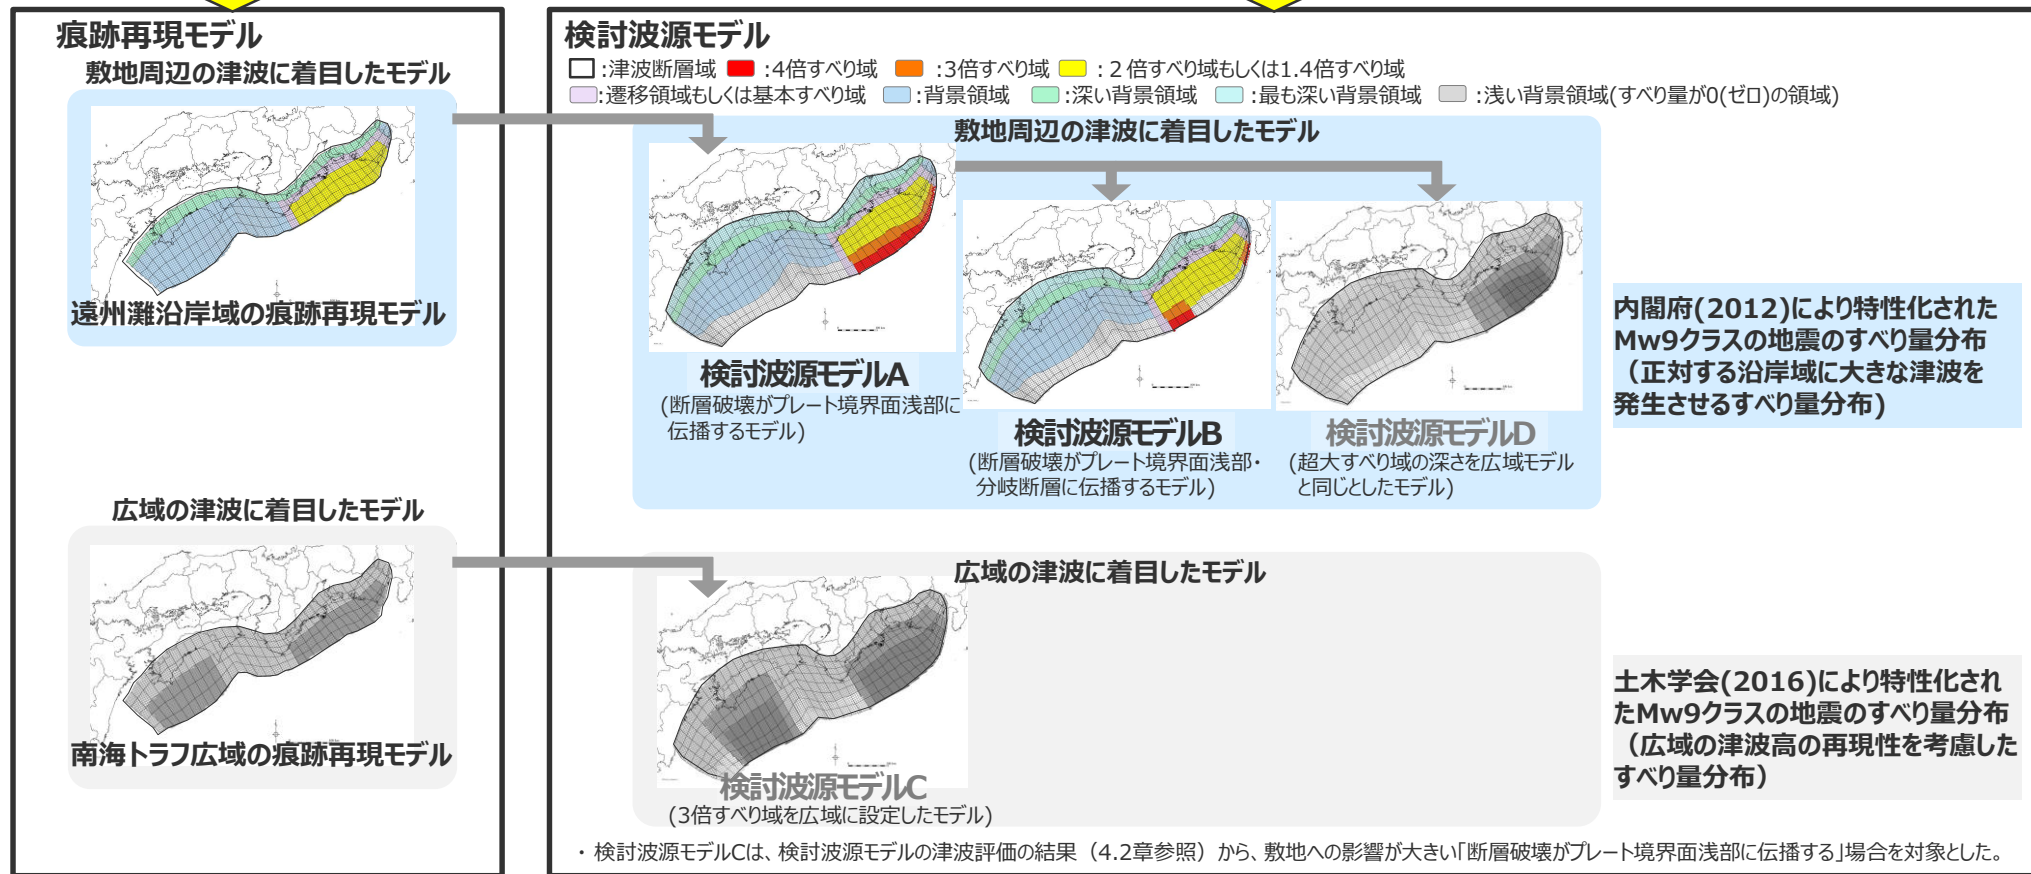 痕跡再現モデル
敷地周辺の津波に着目したモデル
遠州灘沿岸域の痕跡再現モデル
広域の津波に着目したモデル
南海トラフ広域の痕跡再現モデル
検討波源モデル
:津波断層域 :4倍すべり域 :3倍すべり域 :２倍すべり域もしくは1.4倍すべり域
:遷移領域もしくは基本すべり域 :背景領域 :深い背景領域 :最も深い背景領域 :浅い背景領域(すべり量が0(ゼロ)の領域)
敷地周辺の津波に着目したモデル
検討波源モデルA
(断層破壊がプレート境界面浅部に
伝播するモデル)
検討波源モデルB
(断層破壊がプレート境界面浅部・
分岐断層に伝播するモデル)
検討波源モデルD
(超大すべり域の深さを広域モデル
と同じとしたモデル)
内閣府(2012)により特性化された
Mw9クラスの地震のすべり量分布
（正対する沿岸域に大きな津波を
発生させるすべり量分布)
広域の津波に着目したモデル
検討波源モデルC
(3倍すべり域を広域に設定したモデル)
土木学会(2016)により特性化され
たMw9クラスの地震のすべり量分布
（広域の津波高の再現性を考慮した
すべり量分布）
・検討波源モデルCは、検討波源モデルの津波評価の結果（4.2章参照）から、敷地への影響が大きい「断層破壊がプレート境界面浅部に伝播する」場合を対象とした。